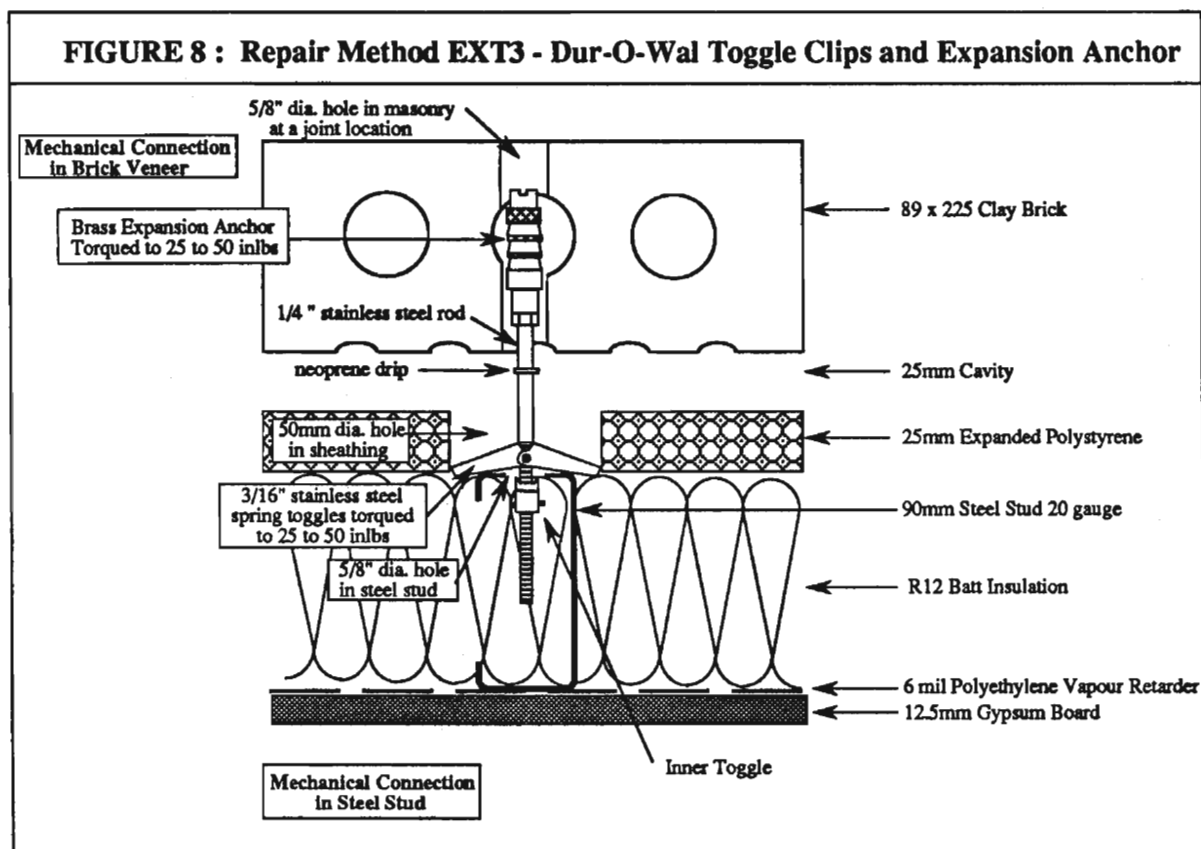 FIGURE 8 : Repair Method EXT3 - Dur-O-Wal Toggle Clips and Expansion Anchor
5/8" dia. hole in masonry
at a joint location
Mechanical Connection
in Brick Veneer
89 x 225 Clay Brick
Brass Expansion Anchor
Torqued to 25 to 50 inlbs
1/4 " stainless steel rod
neoprene drip
25mm Cavity
50mm dia. hole
in sheathing
25mm Expanded Polystyrene
3/16" stainless steel
spring toggles torqued
to 25 to 50 inlbs
90mm Steel Stud 20 gauge
5/8" dia. hole
in steel stud
R12 Batt Insulation
6 mil Polyethylene Vapour Retarder
12.5mm Gypsum Board
Inner Toggle
Mechanical Connection
in Steel Stud